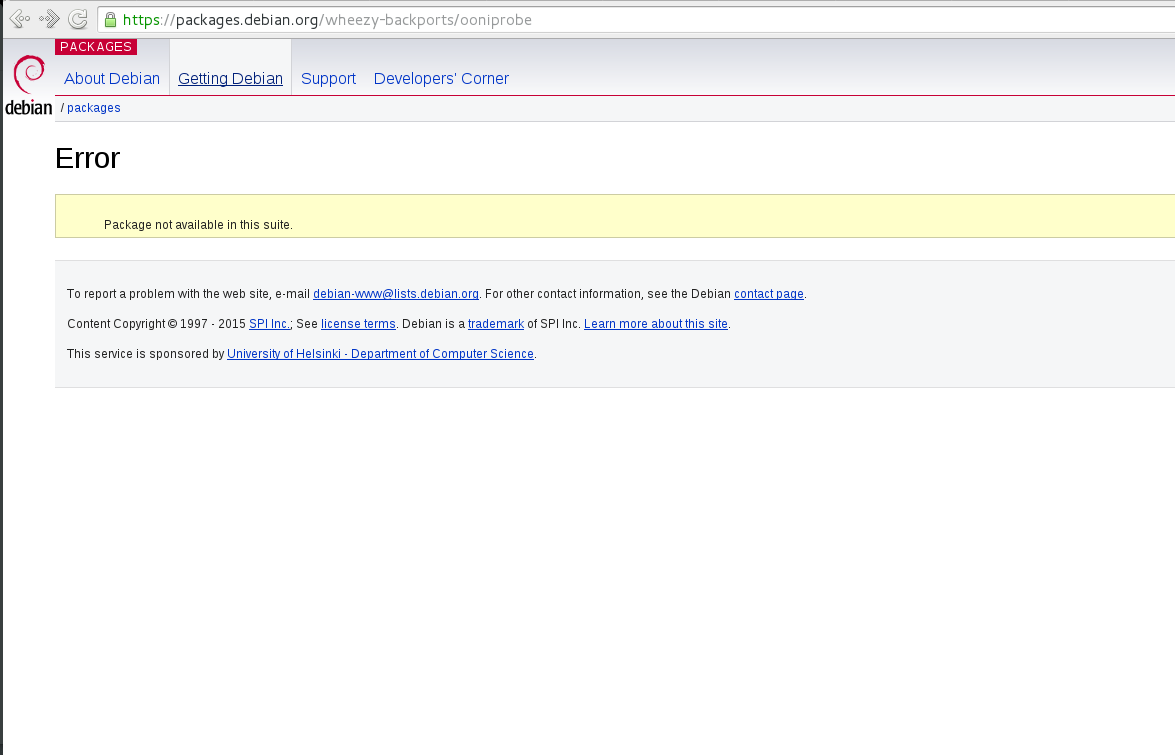 https://packages.debian.org/wheezy-backports/ooniprobe
PACKAGES
About Debian Getting Debian Support Developers' Corner
debian
/ packages
Error
Package not available in this suite.
To report a problem with the web site, e-mail debian-www@lists.debian.org. For other contact information, see the Debian contact page.
Content Copyright © 1997 - 2015 SPI Inc.; See license terms. Debian is a trademark of SPI Inc. Learn more about this site.
This service is sponsored by University of Helsinki - Department of Computer Science.